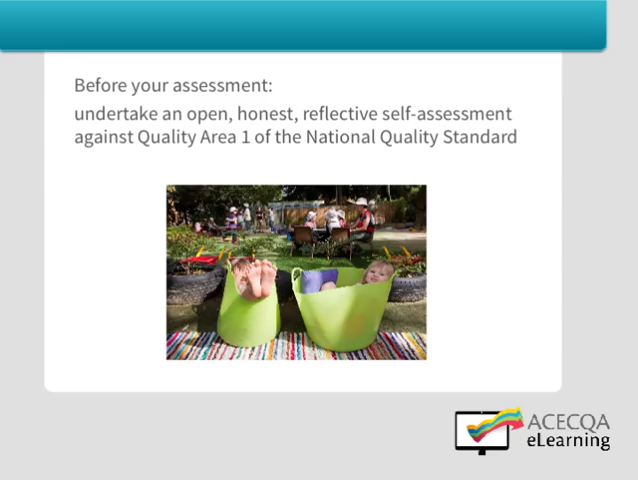 Before your assessment:
undertake an open, honest, reflective self-assessment
against Quality Area 1 of the National Quality Standard
ACECQA
eLearning